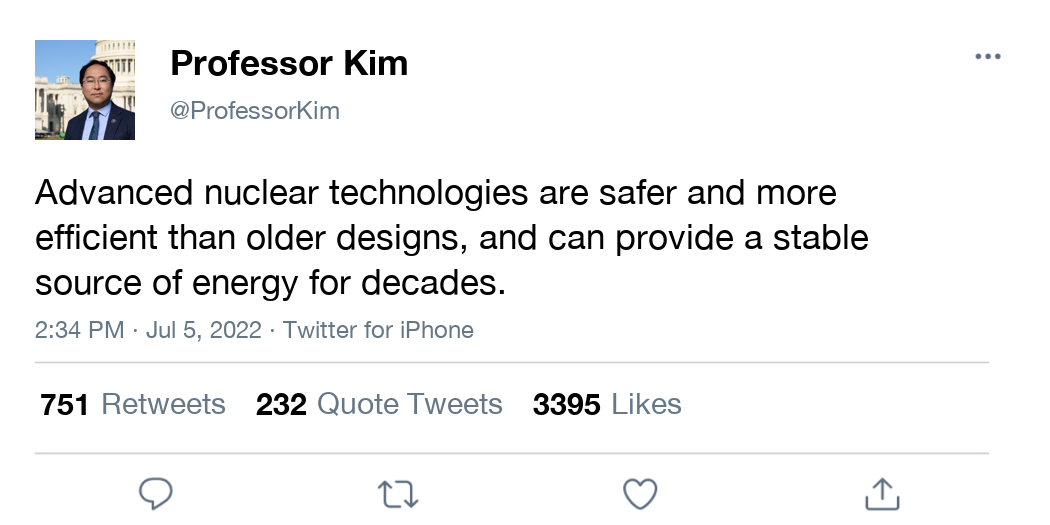 Professor Kim
@ProfessorKim
Advanced nuclear technologies are safer and more
efficient than older designs, and can provide a stable
source of energy for decades.
2:34 PM · Jul 5, 2022 · Twitter for iPhone
751 Retweets 232 Quote Tweets 3395 Likes